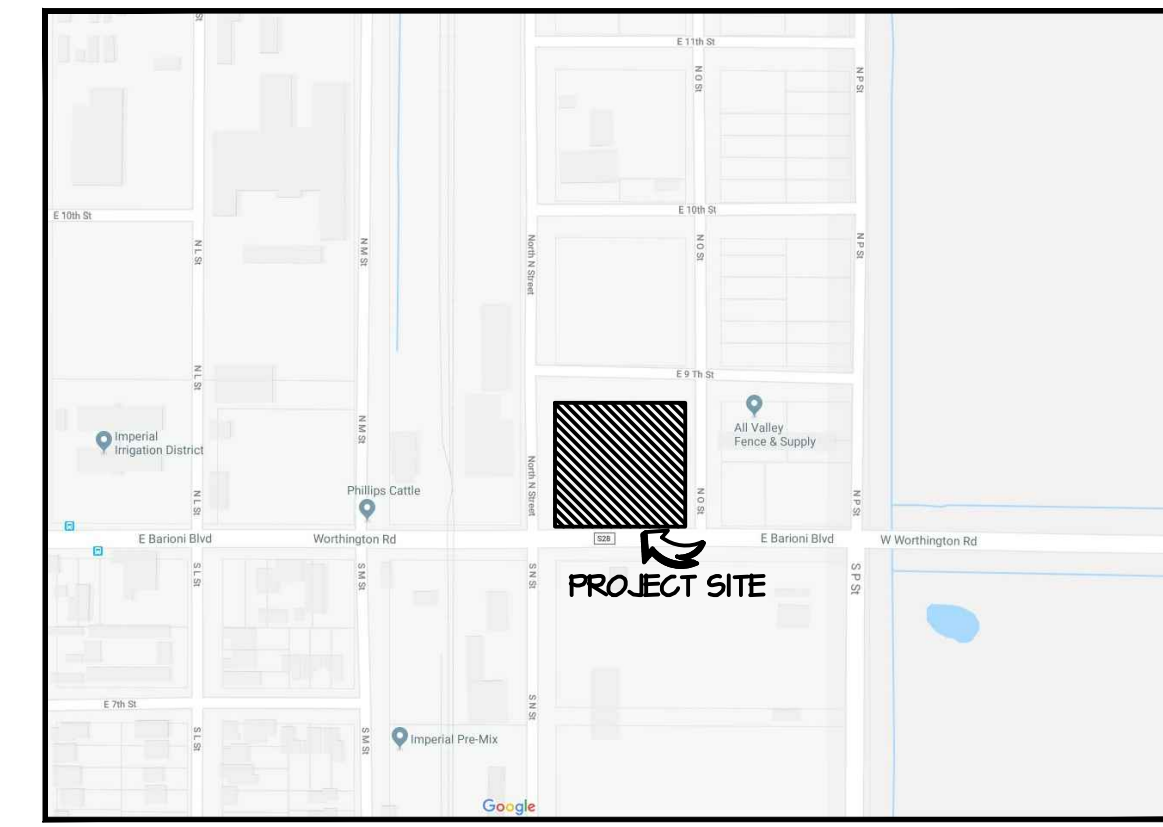 St
E 11th St
N O St
N P St
E 10th St
E 10th St
N L St
N M St
North N Street
N O St
N P St
N L St
E 9 Th St
All Valley
Fence & Supply
Imperial
Irrigation District
N M St
North N Street
N L St
Phillips Cattle
N O St
N P St
E Barioni Blvd
Worthington Rd
S28
E Barioni Blvd
W Worthington Rd
PROJECT SITE
S L St
S M St
S N St
S P St
E 7th St
S N St
S L St
S M St
Imperial Pre-Mix
Google